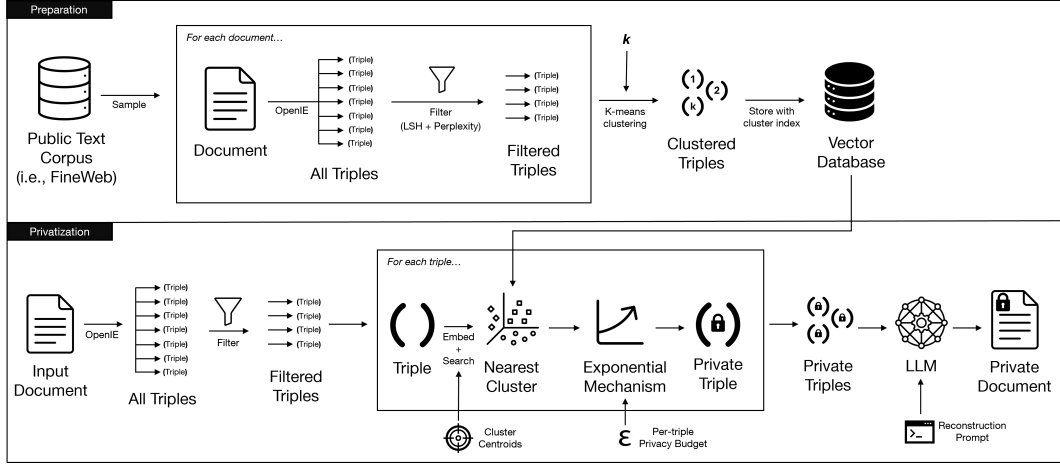 Preparation
For each document...
Public Text
Corpus
(i.e., FineWeb)
Sample
Document
OpenIE
(Triple)
(Triple)
(Triple)
(Triple)
(Triple)
(Triple)
(Triple)
All Triples
Filter
(LSH + Perplexity)
(Triple)
(Triple)
(Triple)
(Triple)
Filtered
Triples
k
K-means
clustering
(1)
(2)
(k)
Clustered
Triples
Store with
cluster index
Vector
Database
Privatization
Input
Document
OpenIE
(Triple)
(Triple)
(Triple)
(Triple)
(Triple)
(Triple)
(Triple)
All Triples
Filter
(Triple)
(Triple)
(Triple)
(Triple)
Filtered
Triples
For each triple...
( )
Triple
Embed
+
Search
Cluster
Centroids
Nearest
Cluster
Exponential
Mechanism
ε
Per-triple
Privacy Budget
Private
Triple
Private
Triples
LLM
>_
Reconstruction
Prompt
Private
Document